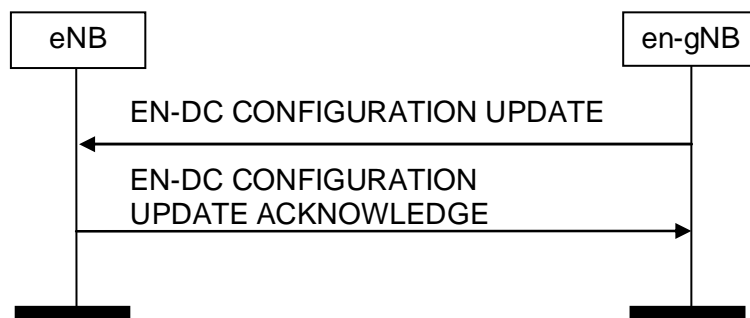 eNB
en-gNB
EN-DC CONFIGURATION UPDATE
EN-DC CONFIGURATION
UPDATE ACKNOWLEDGE